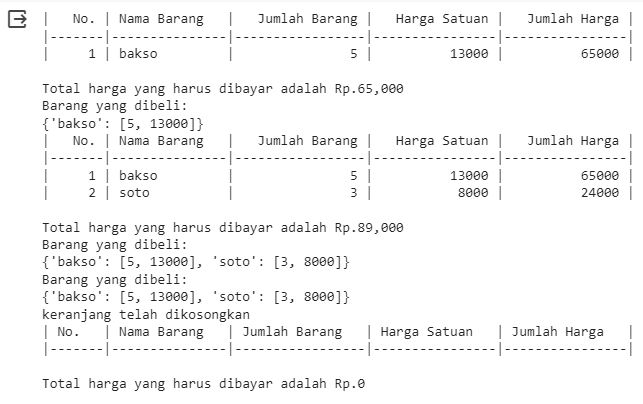 |   No. | Nama Barang   |   Jumlah Barang |   Harga Satuan |   Jumlah Harga |
|-------|---------------|-----------------|----------------|----------------|
|     1 | bakso         |               5 |          13000 |          65000 |
Total harga yang harus dibayar adalah Rp.65,000
Barang yang dibeli:
{'bakso': [5, 13000]}
|   No. | Nama Barang   |   Jumlah Barang |   Harga Satuan |   Jumlah Harga |
|-------|---------------|-----------------|----------------|----------------|
|     1 | bakso         |               5 |          13000 |          65000 |
|     2 | soto          |               3 |           8000 |          24000 |
Total harga yang harus dibayar adalah Rp.89,000
Barang yang dibeli:
{'bakso': [5, 13000], 'soto': [3, 8000]}
Barang yang dibeli:
{'bakso': [5, 13000], 'soto': [3, 8000]}
keranjang telah dikosongkan
| No.   | Nama Barang   | Jumlah Barang   | Harga Satuan   | Jumlah Harga   |
|-------|---------------|-----------------|----------------|----------------|
Total harga yang harus dibayar adalah Rp.0